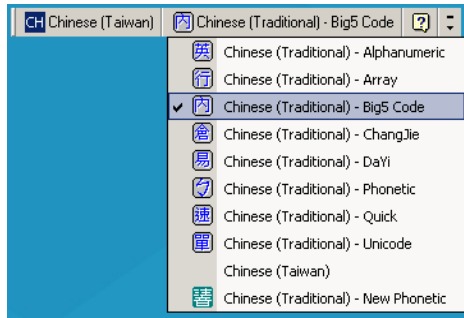 CH Chinese (Taiwan) 內 Chinese (Traditional) - Big5 Code ?
英 Chinese (Traditional) - Alphanumeric
行 Chinese (Traditional) - Array
內 Chinese (Traditional) - Big5 Code
倉 Chinese (Traditional) - ChangJie
易 Chinese (Traditional) - DaYi
ㄅ Chinese (Traditional) - Phonetic
速 Chinese (Traditional) - Quick
單 Chinese (Traditional) - Unicode
Chinese (Taiwan)
Chinese (Traditional) - New Phonetic